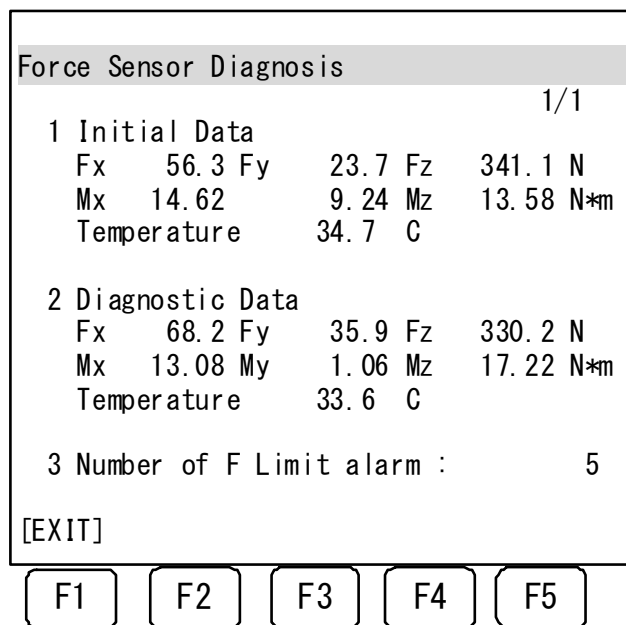 Force Sensor Diagnosis
1/1
1 Initial Data
Fx 56.3 Fy 23.7 Fz 341.1 N
Mx 14.62 9.24 Mz 13.58 N*m
Temperature 34.7 C
2 Diagnostic Data
Fx 68.2 Fy 35.9 Fz 330.2 N
Mx 13.08 My 1.06 Mz 17.22 N*m
Temperature 33.6 C
3 Number of F Limit alarm : 5
[EXIT]
F1 F2 F3 F4 F5